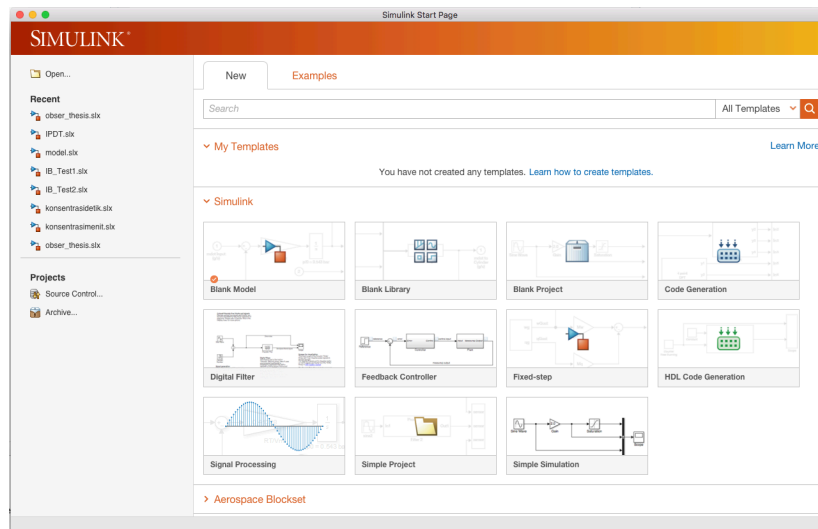 Simulink Start Page
SIMULINK®
Open...
Recent
obser_thesis.slx
IPDT.slx
model.slx
IB_Test1.slx
IB_Test2.slx
konsentrasidetik.slx
konsentrasimenit.slx
obser_thesis.slx
Projects
Source Control...
Archive...
New Examples
Search All Templates
My Templates Learn More
You have not created any templates. Learn how to create templates.
Simulink
Blank Model Blank Library Blank Project Code Generation
Digital Filter Feedback Controller Fixed-step HDL Code Generation
Signal Processing Simple Project Simple Simulation
Aerospace Blockset